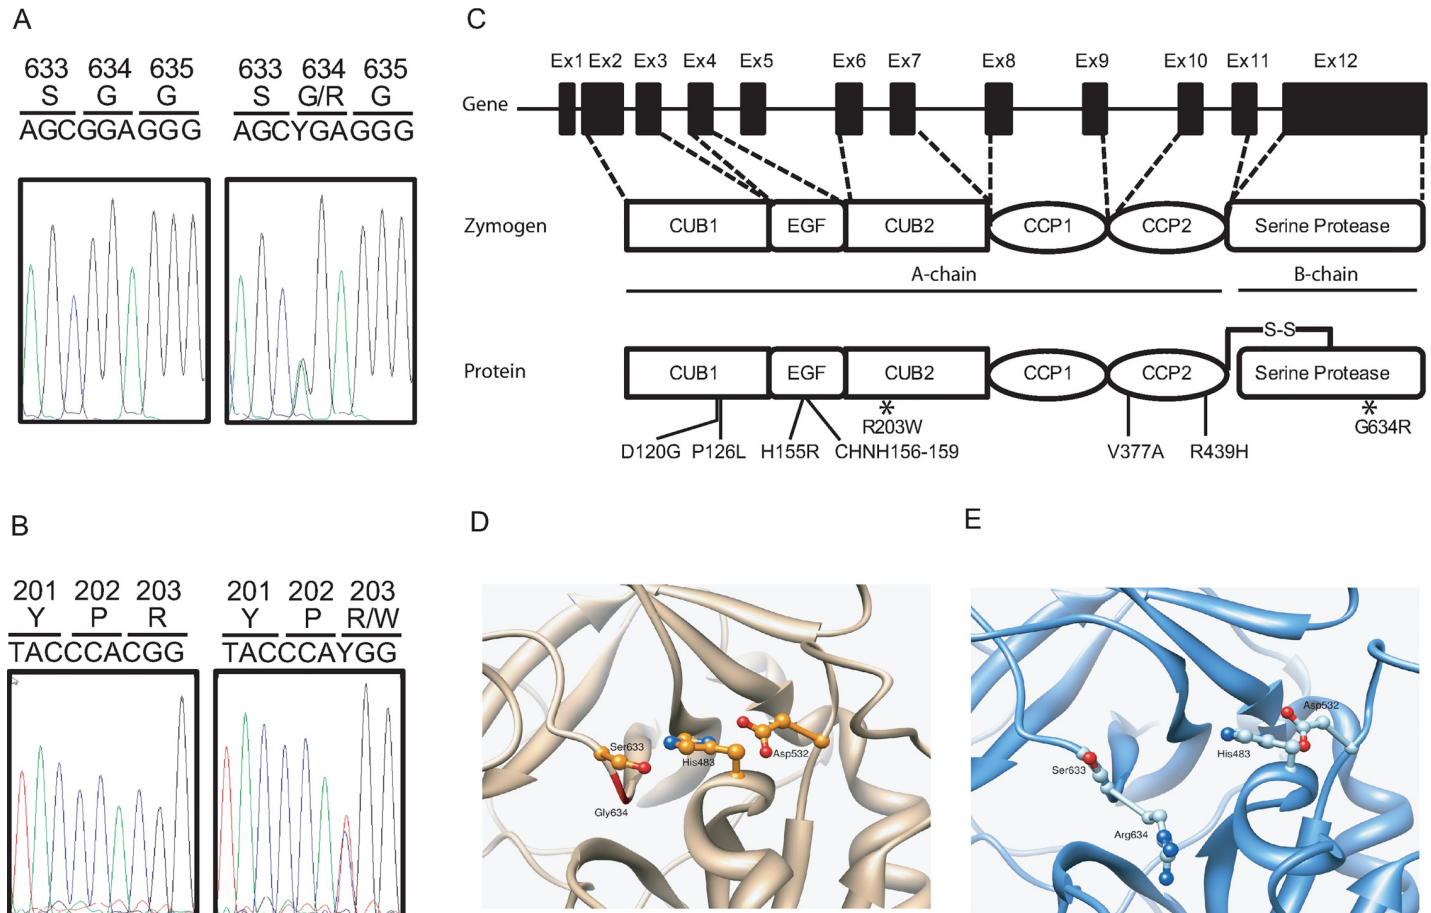 A
633 634 635
S G G
AGCGGAGGG
633 634 635
S G/R G
AGCYGAGGG
B
201 202 203
Y P R
TACCCACGG
201 202 203
Y P R/W
TACCCAYGG
C
Ex1 Ex2 Ex3 Ex4 Ex5 Ex6 Ex7 Ex8 Ex9 Ex10 Ex11 Ex12
Gene
Zymogen CUB1 EGF CUB2 CCP1 CCP2 Serine Protease
A-chain B-chain
S-S
Protein CUB1 EGF CUB2 CCP1 CCP2 Serine Protease
* *
R203W G634R
D120G P126L H155R CHNH156-159 V377A R439H
D
Ser633
His483
Asp532
Gly634
E
Asp532
His483
Ser633
Arg634